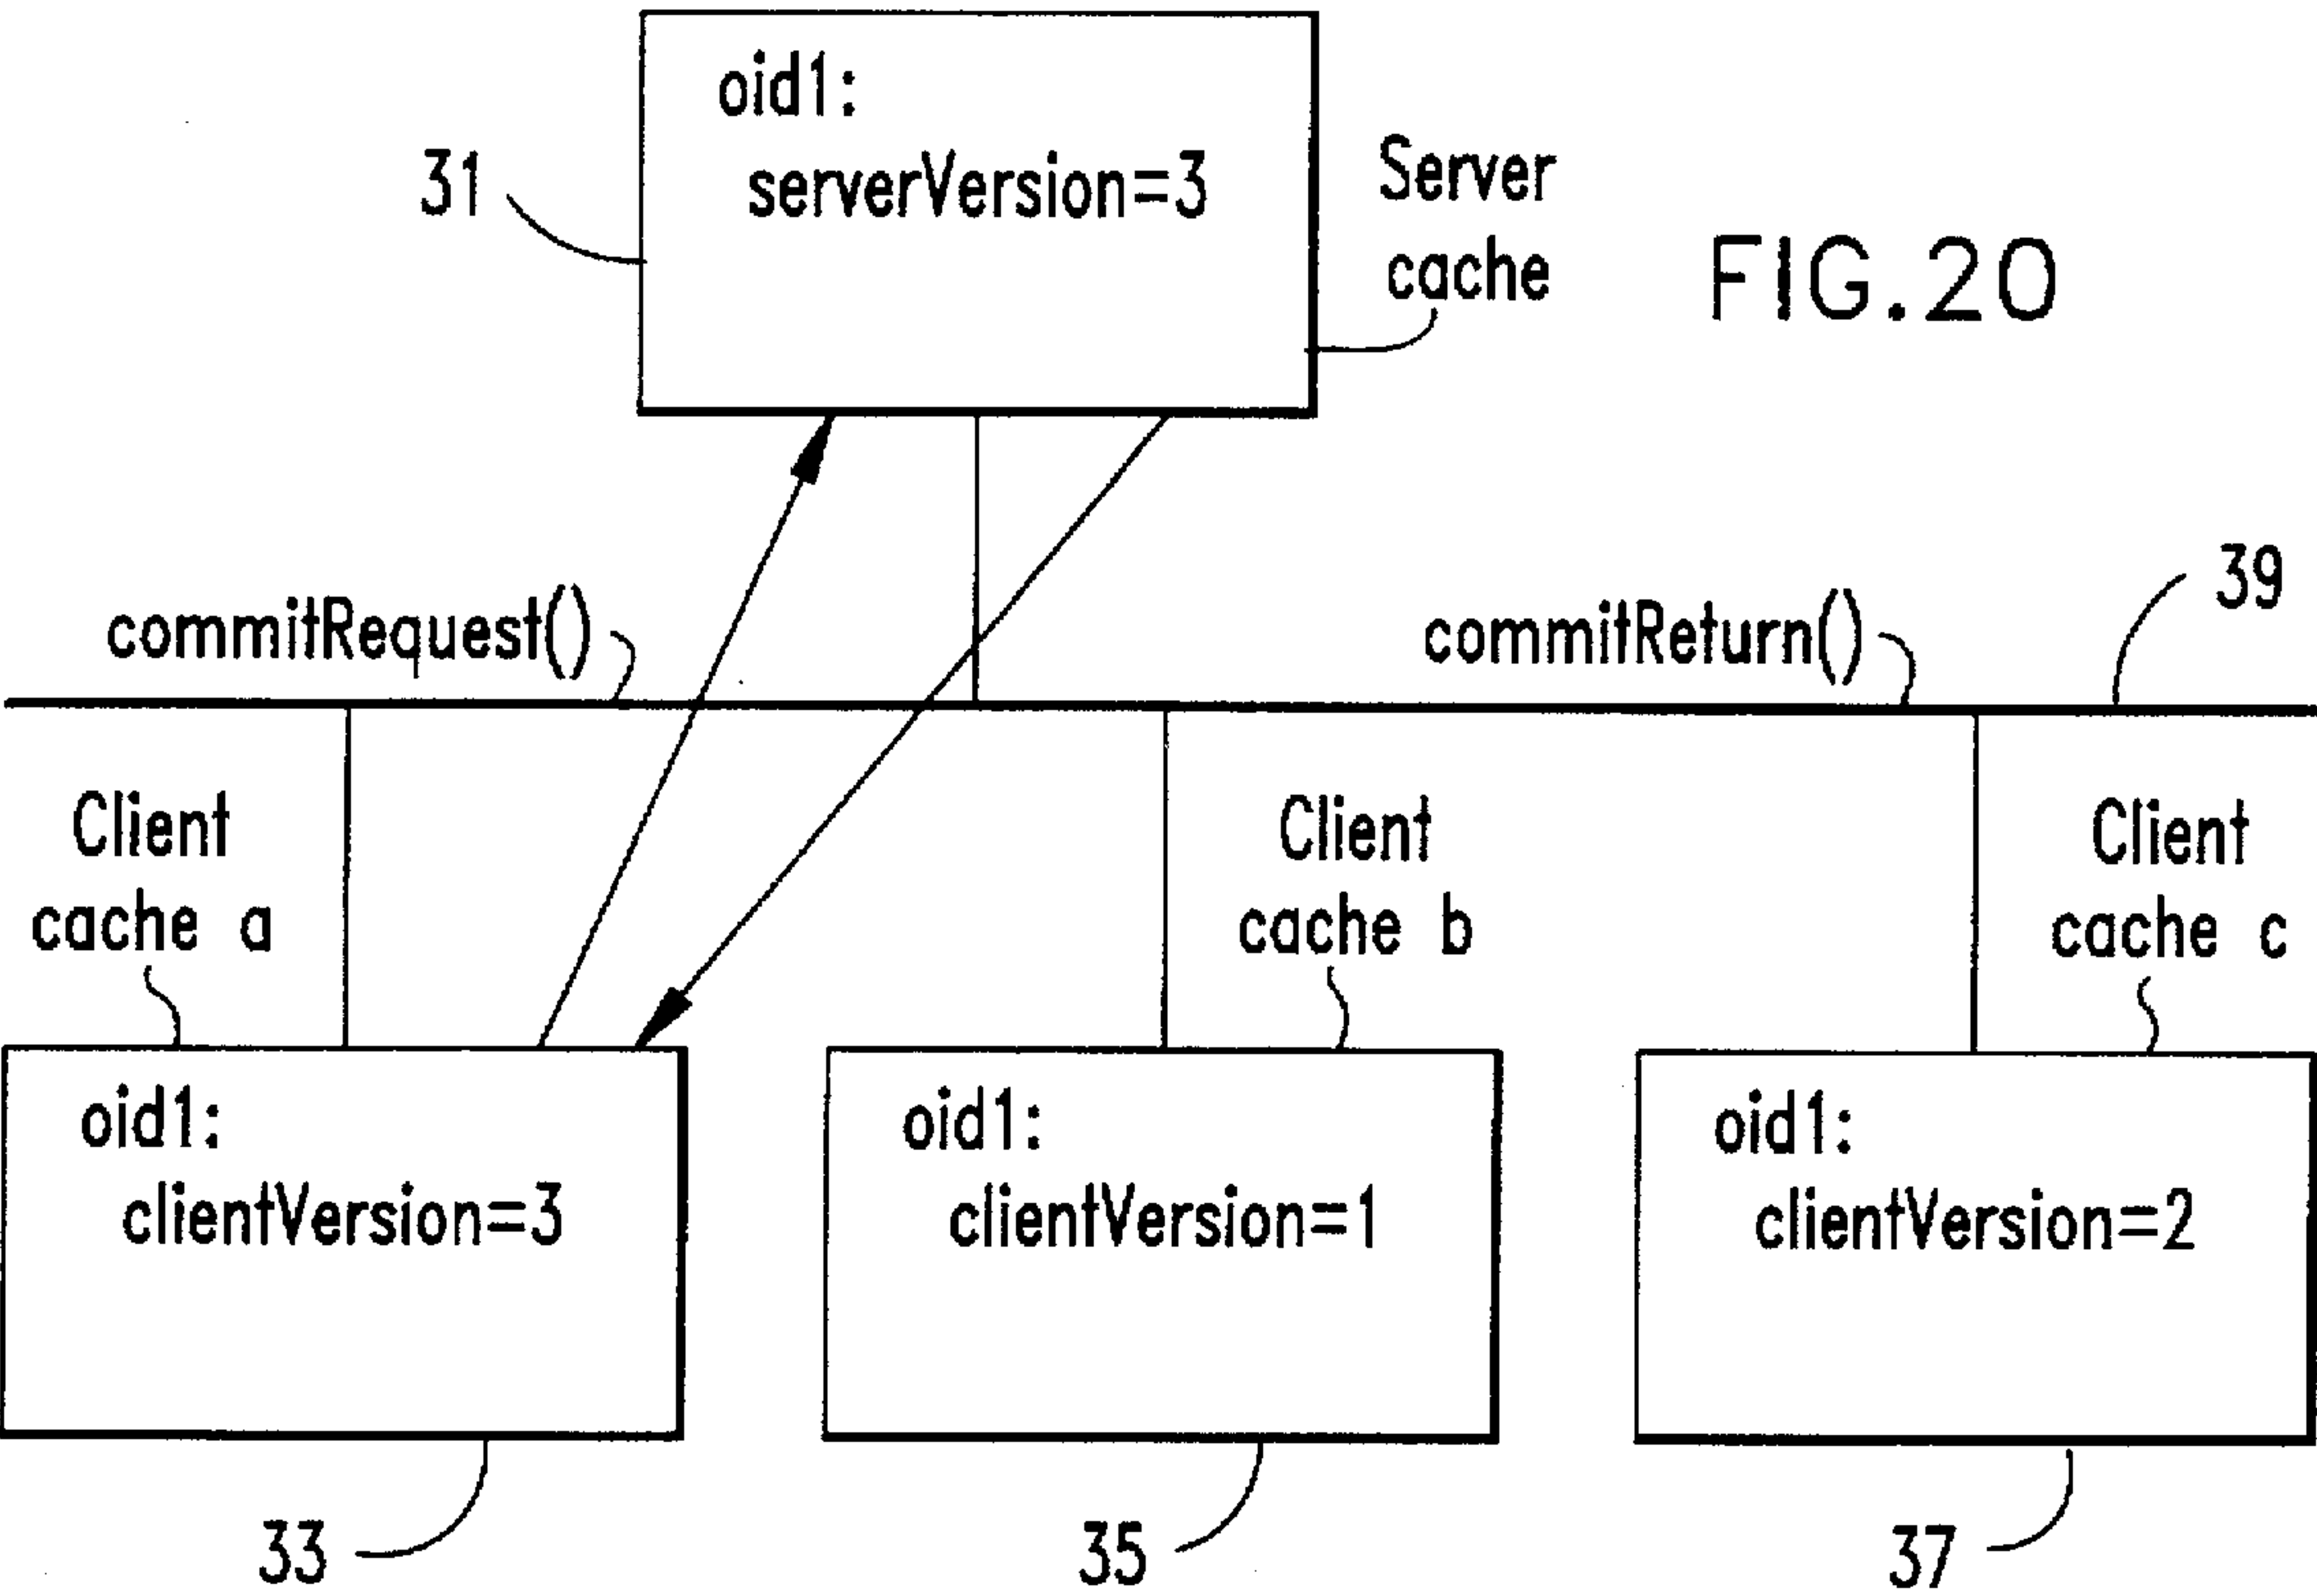 oid1:
serverVersion=3
31
Server
cache
FIG.20
commitRequest()
commitReturn()
39
Client
cache a
Client
cache b
Client
cache c
oid1:
clientVersion=3
oid1:
clientVersion=1
oid1:
clientVersion=2
33
35
37